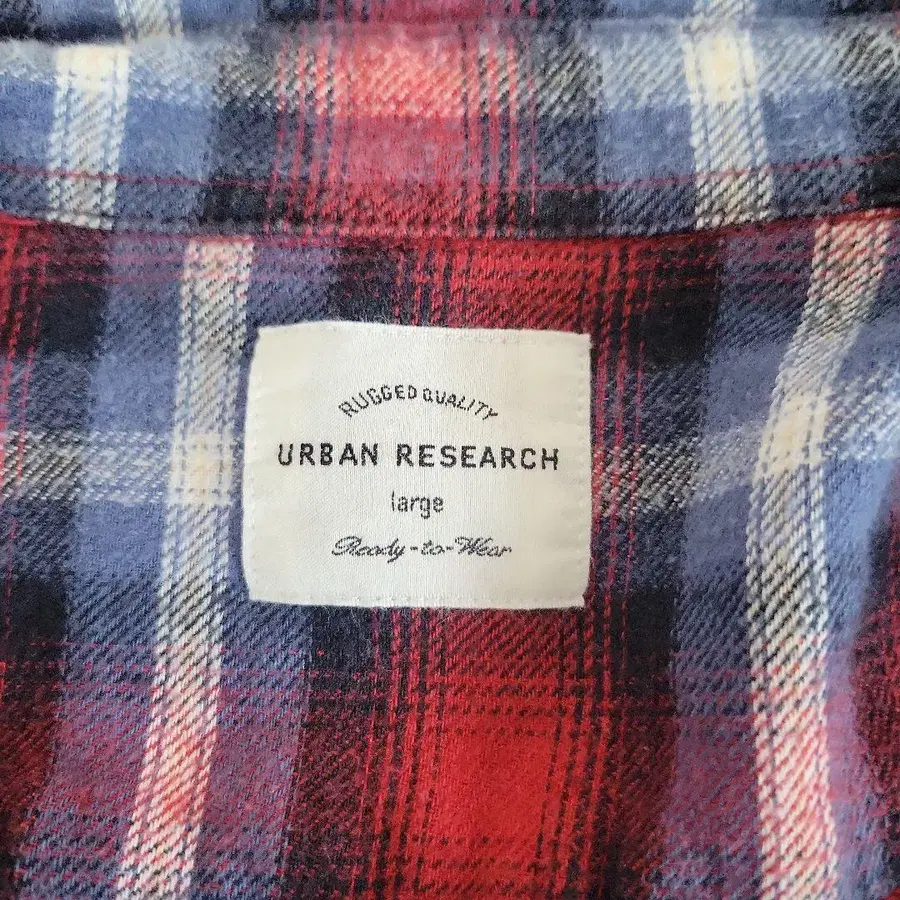 RUGGED QUALITY
URBAN RESEARCH
large
Ready-to-Wear